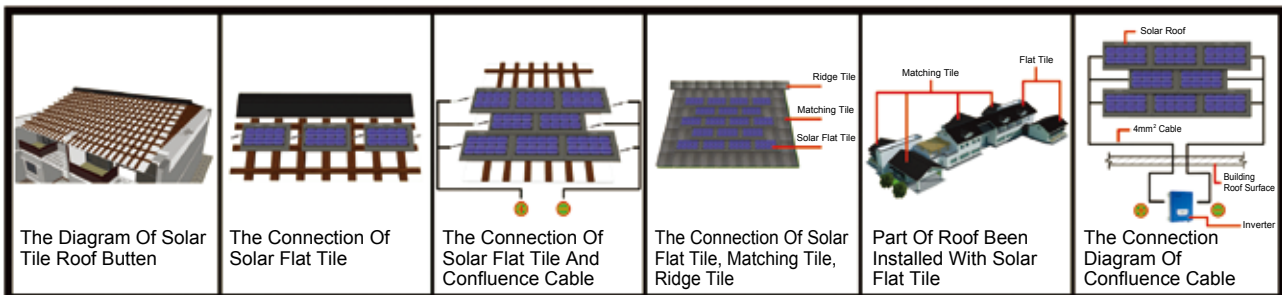 The Diagram Of Solar
Tile Roof Butten
The Connection Of
Solar Flat Tile
The Connection Of
Solar Flat Tile And
Confluence Cable
Ridge Tile
Matching Tile
Solar Flat Tile
The Connection Of Solar
Flat Tile, Matching Tile,
Ridge Tile
Matching Tile
Flat Tile
Part Of Roof Been
Installed With Solar
Flat Tile
Solar Roof
4mm² Cable
Building
Roof Surface
Inverter
The Connection
Diagram Of
Confluence Cable